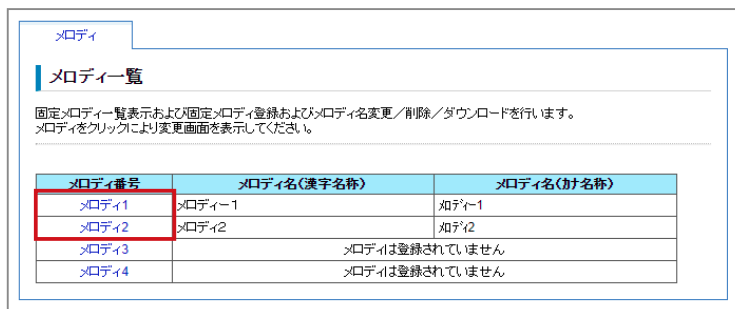 メロディ
メロディ一覧
固定メロディ一覧表示および固定メロディ登録およびメロディ名変更／削除／ダウンロードを行います。
メロディをクリックにより変更画面を表示してください。
メロディ番号 メロディ名(漢字名称) メロディ名(ｶﾅ名称)
メロディ1 メロディー1 ﾒﾛﾃﾞｨｰ1
メロディ2 メロディ2 ﾒﾛﾃﾞｨ2
メロディ3 メロディは登録されていません
メロディ4 メロディは登録されていません